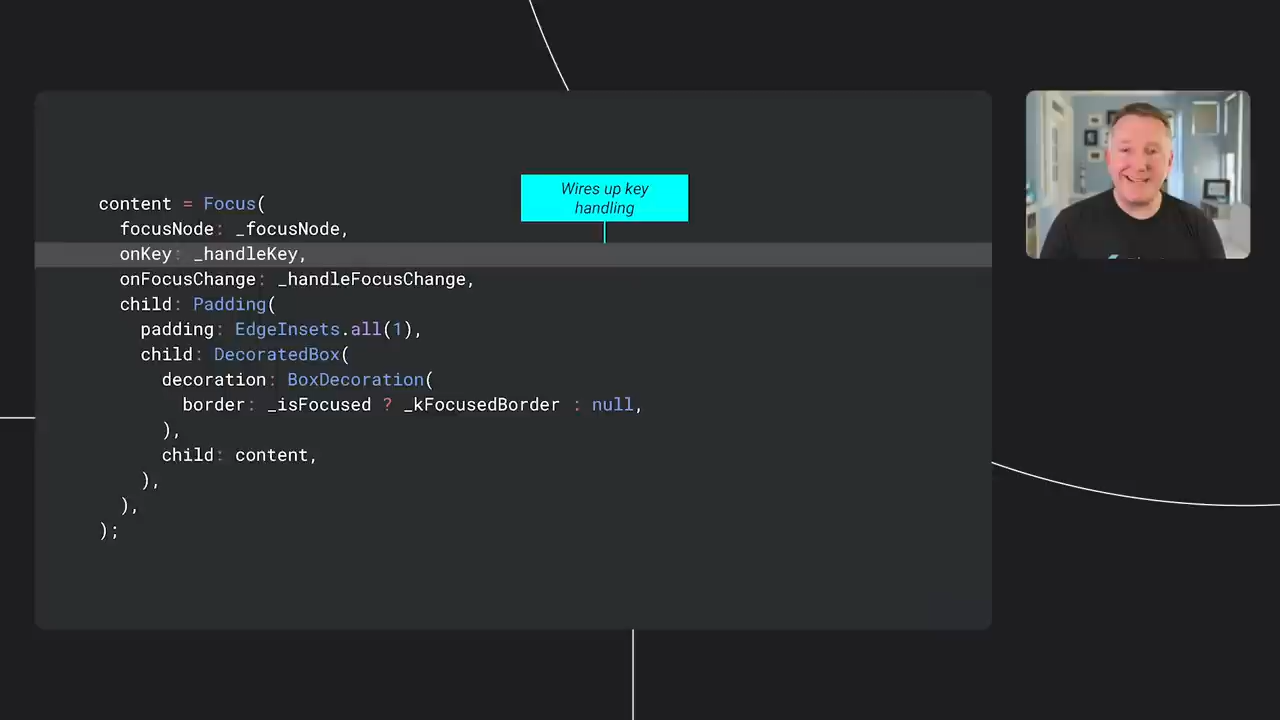 Wires up key
handling
content = Focus(
focusNode: _focusNode,
onKey: _handleKey,
onFocusChange: _handleFocusChange,
child: Padding(
padding: EdgeInsets.all(1),
child: DecoratedBox(
decoration: BoxDecoration(
border: _isFocused ? _kFocusedBorder : null,
),
child: content,
),
),
);